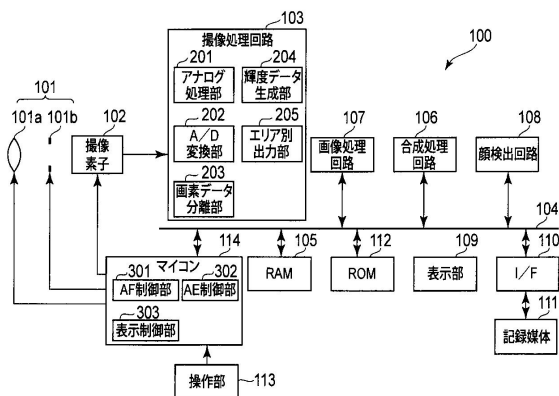 103
撮像処理回路
100
201
アナログ
処理部
204
輝度データ
生成部
101
101a
101b
102
撮像
素子
202
A/D
変換部
205
エリア別
出力部
203
画素データ
分離部
107
画像処理
回路
106
合成処理
回路
108
顔検出回路
104
114
マイコン
301
AF制御部
302
AE制御部
303
表示制御部
105
RAM
112
ROM
109
表示部
110
I/F
111
記録媒体
操作部
113